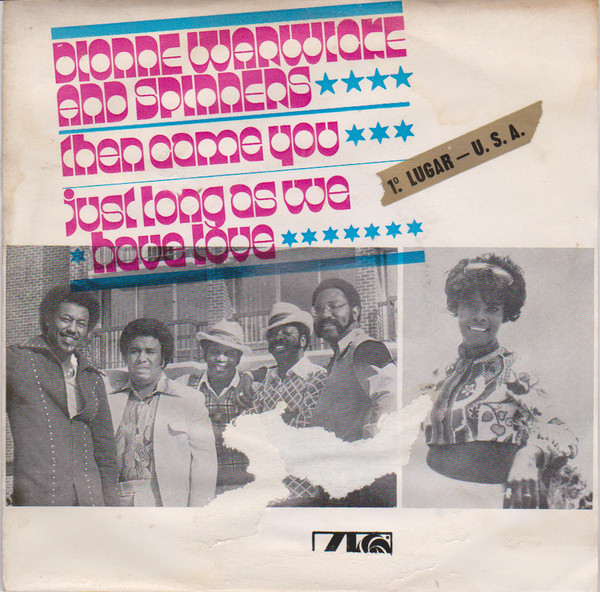 DIONNE WARWICKE
AND SPINNERS
then came you
1º. LUGAR — U. S. A.
just long as we
have love